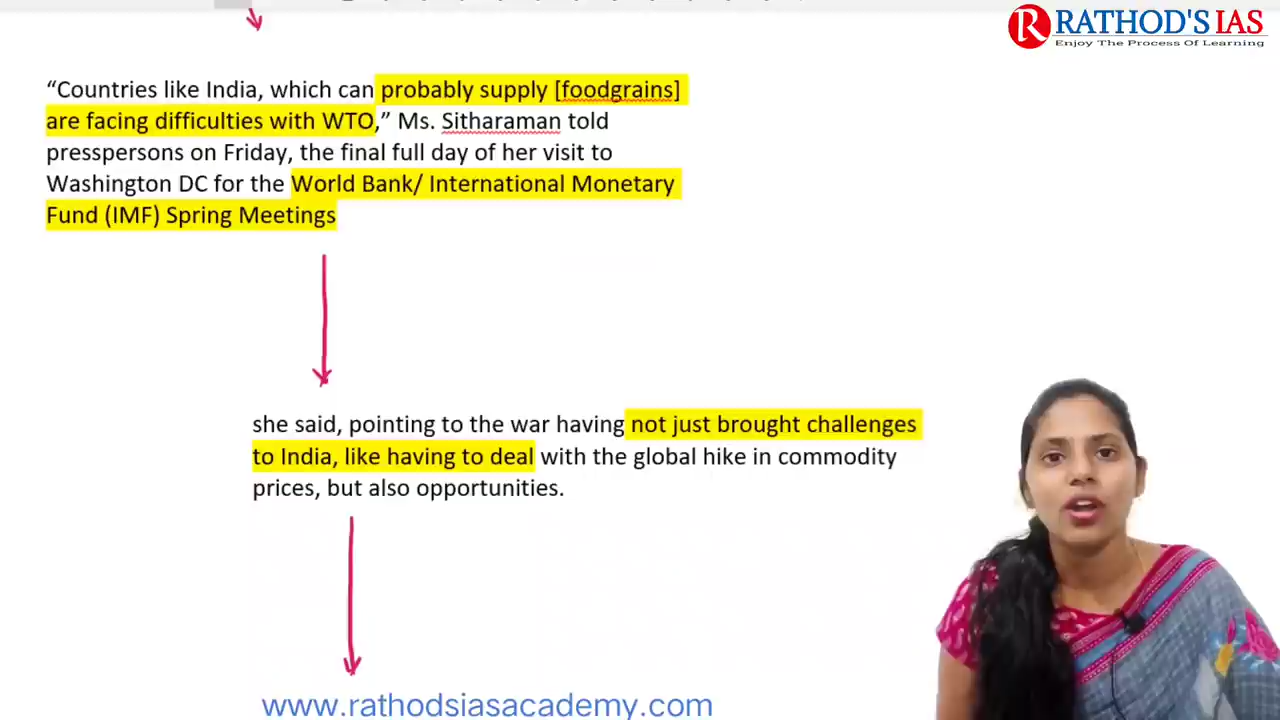 RATHOD'S IAS
Enjoy The Process Of Learning
“Countries like India, which can probably supply [foodgrains]
are facing difficulties with WTO,” Ms. Sitharaman told
presspersons on Friday, the final full day of her visit to
Washington DC for the World Bank/ International Monetary
Fund (IMF) Spring Meetings
she said, pointing to the war having not just brought challenges
to India, like having to deal with the global hike in commodity
prices, but also opportunities.
www.rathodsiasacademy.com